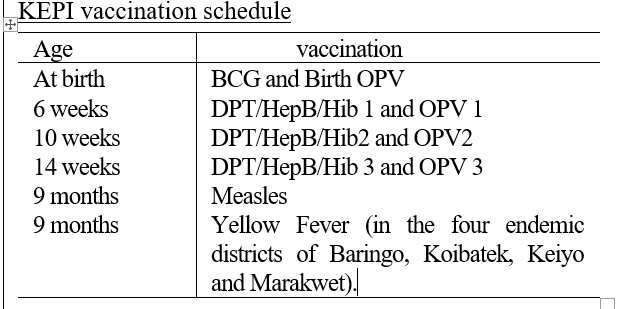 KEPI vaccination schedule
Age vaccination
At birth BCG and Birth OPV
6 weeks DPT/HepB/Hib 1 and OPV 1
10 weeks DPT/HepB/Hib2 and OPV2
14 weeks DPT/HepB/Hib 3 and OPV 3
9 months Measles
9 months Yellow Fever (in the four endemic
districts of Baringo, Koibatek, Keiyo
and Marakwet).